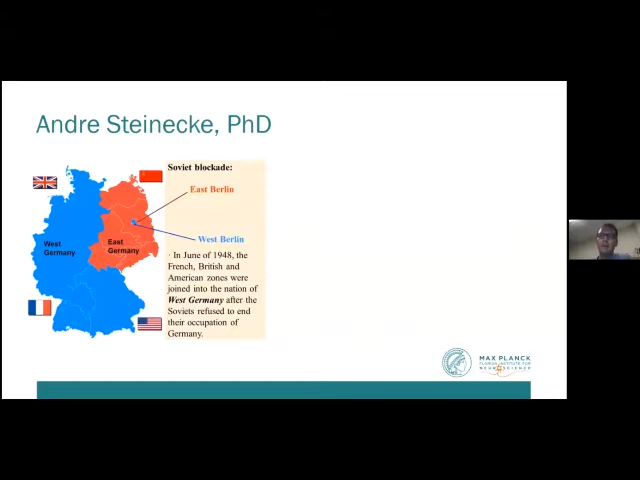 Andre Steinecke, PhD
Soviet blockade:
East Berlin
West Berlin
West
Germany
East
Germany
· In June of 1948, the
French, British and
American zones were
joined into the nation of
West Germany after the
Soviets refused to end
their occupation of
Germany.
MAX PLANCK
FLORIDA INSTITUTE FOR
NEUROSCIENCE